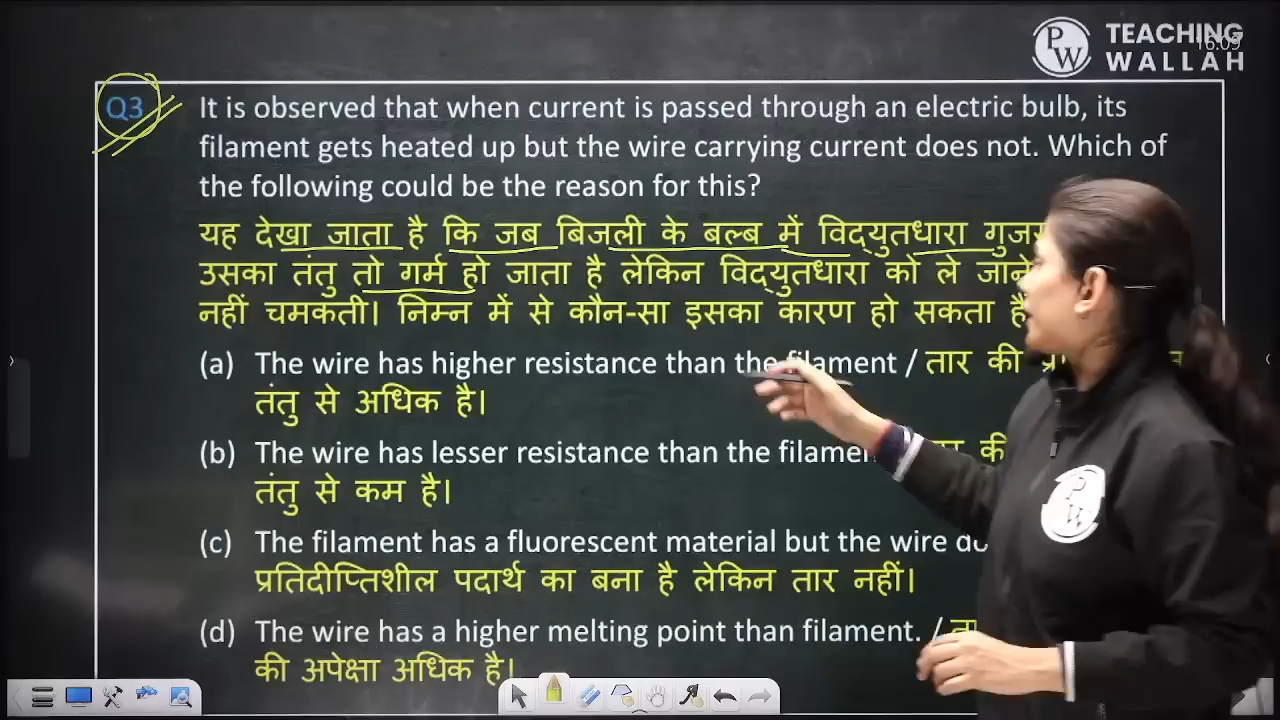 PW TEACHING WALLAH
16:09
Q3 It is observed that when current is passed through an electric bulb, its
filament gets heated up but the wire carrying current does not. Which of
the following could be the reason for this?
यह देखा जाता है कि जब बिजली के बल्ब में विद्युतधारा
उसका तंतु तो गर्म हो जाता है लेकिन विद्युतधारा को ले जाने
नहीं चमकती। निम्न में से कौन-सा इसका कारण हो सकता है
(a) The wire has higher resistance than the filament / तार की
तंतु से अधिक है।
(b) The wire has lesser resistance than the
तंतु से कम है।
(c) The filament has a fluorescent material but the wire
प्रतिदीप्तिशील पदार्थ का बना है लेकिन तार नहीं।
(d) The wire has a higher melting point than filament. /
की अपेक्षा अधिक है।
PW